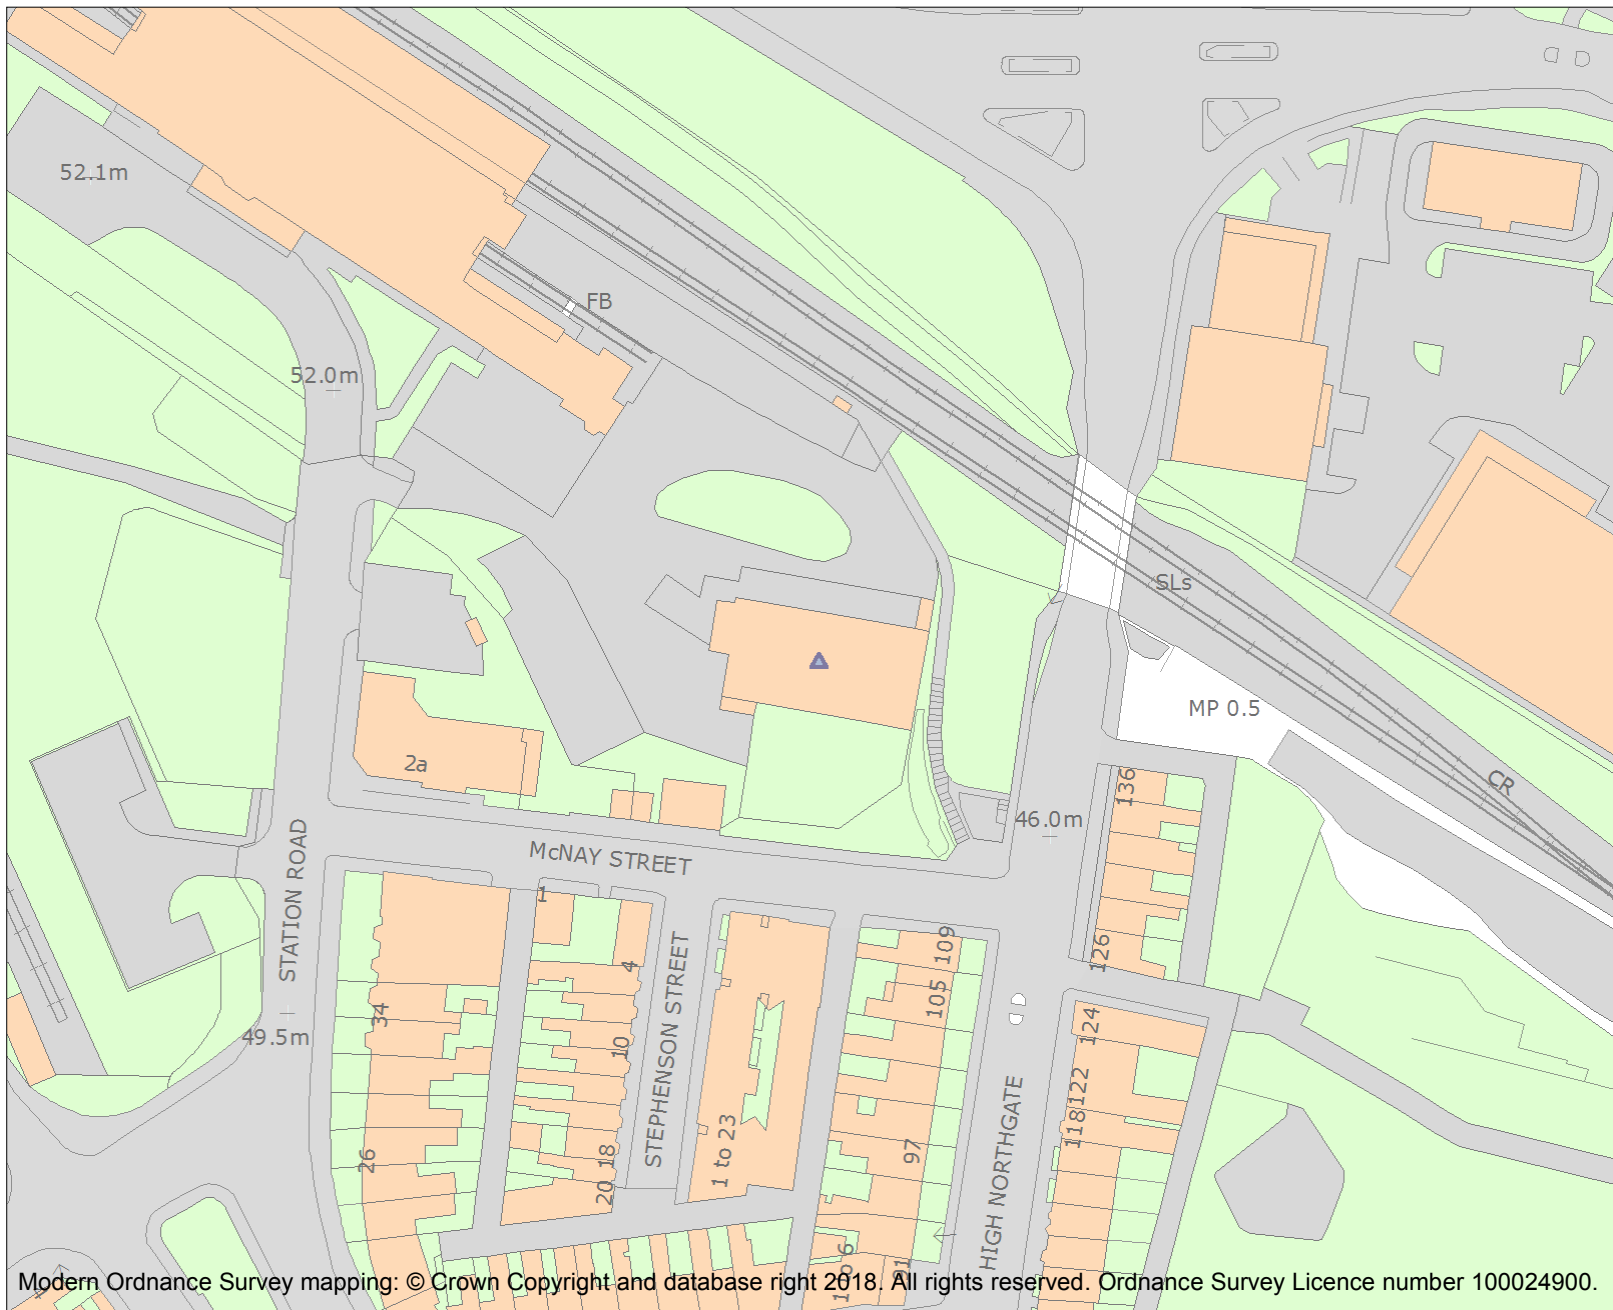 52.1m
FB
52.0m
SLs
MP 0.5
2a
CR
136
46.0m
McNAY STREET
STATION ROAD
1
109
126
4
34
105
49.5m
10
124
STEPHENSON STREET
122
118
1 to 23
97
26
18
20
HIGH NORTHGATE
91
Modern Ordnance Survey mapping: © Crown Copyright and database right 2018. All rights reserved. Ordnance Survey Licence number 100024900.